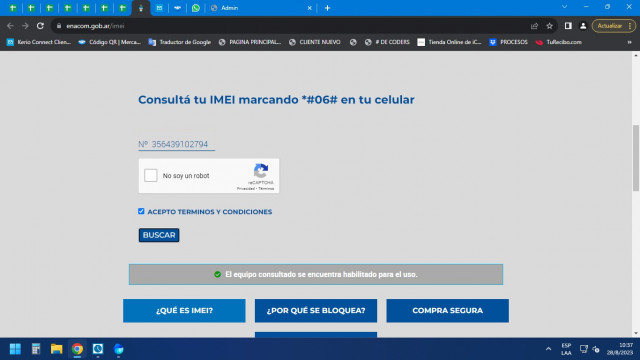 Admin
enacom.gob.ar/imei
Actualizar
Kerio Connect Clien...
Código QR | Merca...
Traductor de Google
PAGINA PRINCIPAL...
CLIENTE NUEVO
# DE CODERS
Tienda Online de iC...
PROCESOS
TuRecibo.com
Consultá tu IMEI marcando *#06# en tu celular
Nº 356439102794
No soy un robot
reCAPTCHA
Privacidad - Términos
ACEPTO TERMINOS Y CONDICIONES
BUSCAR
El equipo consultado se encuentra habilitado para el uso.
¿QUÉ ES IMEI?
¿POR QUÉ SE BLOQUEA?
COMPRA SEGURA
ESP
LAA
10:37
28/8/2023